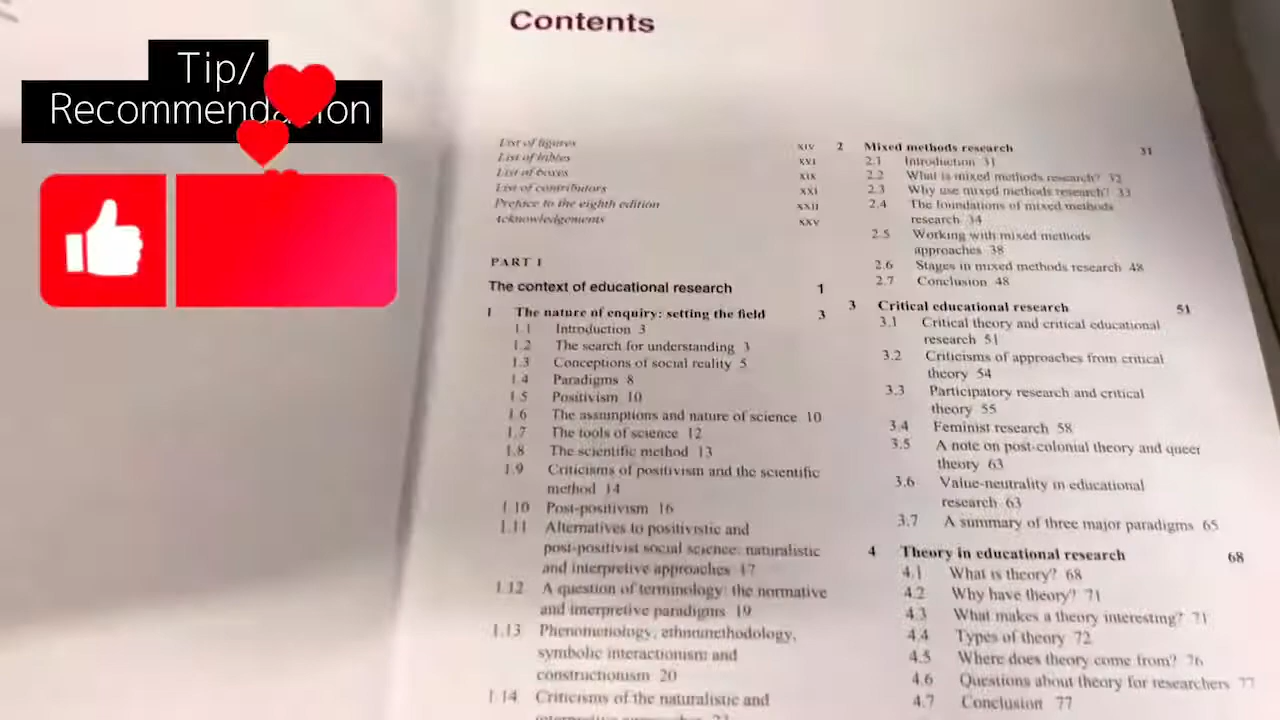 Tip/
Recommendation
Contents
List of figures XIV
List of tables XVI
List of boxes XIX
List of contributors XXI
Preface to the eighth edition XXII
Acknowledgements XXV
PART I
The context of educational research 1
1 The nature of enquiry: setting the field 3
1.1 Introduction 3
1.2 The search for understanding 3
1.3 Conceptions of social reality 5
1.4 Paradigms 8
1.5 Positivism 10
1.6 The assumptions and nature of science 10
1.7 The tools of science 12
1.8 The scientific method 13
1.9 Criticisms of positivism and the scientific
method 14
1.10 Post-positivism 16
1.11 Alternatives to positivistic and
post-positivist social science: naturalistic
and interpretive approaches 17
1.12 A question of terminology: the normative
and interpretive paradigms 19
1.13 Phenomenology, ethnomethodology,
symbolic interactionism and
constructionism 20
1.14 Criticisms of the naturalistic and
2 Mixed methods research 31
2.1 Introduction 31
2.2 What is mixed methods research? 32
2.3 Why use mixed methods research? 33
2.4 The foundations of mixed methods
research 34
2.5 Working with mixed methods
approaches 38
2.6 Stages in mixed methods research 48
2.7 Conclusion 48
3 Critical educational research 51
3.1 Critical theory and critical educational
research 51
3.2 Criticisms of approaches from critical
theory 54
3.3 Participatory research and critical
theory 55
3.4 Feminist research 58
3.5 A note on post-colonial theory and queer
theory 63
3.6 Value-neutrality in educational
research 63
3.7 A summary of three major paradigms 65
4 Theory in educational research 68
4.1 What is theory? 68
4.2 Why have theory? 71
4.3 What makes a theory interesting? 71
4.4 Types of theory 72
4.5 Where does theory come from? 76
4.6 Questions about theory for researchers 77
4.7 Conclusion 77